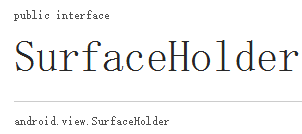 public interface
SurfaceHolder
android.view.SurfaceHolder